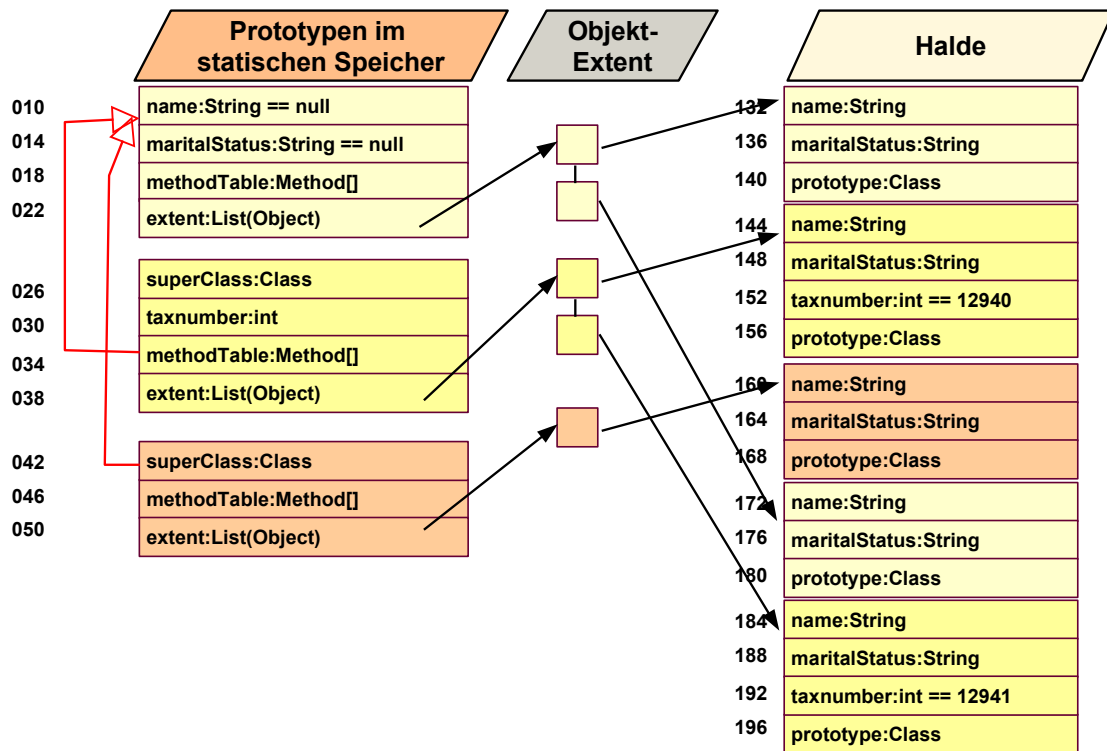 Prototypen im
statischen Speicher
Objekt-
Extent
Halde
010
name:String == null
014
maritalStatus:String == null
018
methodTable:Method[]
022
extent:List(Object)
026
superClass:Class
030
taxnumber:int
034
methodTable:Method[]
038
extent:List(Object)
042
superClass:Class
046
methodTable:Method[]
050
extent:List(Object)
132
name:String
136
maritalStatus:String
140
prototype:Class
144
name:String
148
maritalStatus:String
152
taxnumber:int == 12940
156
prototype:Class
160
name:String
164
maritalStatus:String
168
prototype:Class
172
name:String
176
maritalStatus:String
180
prototype:Class
184
name:String
188
maritalStatus:String
192
taxnumber:int == 12941
196
prototype:Class